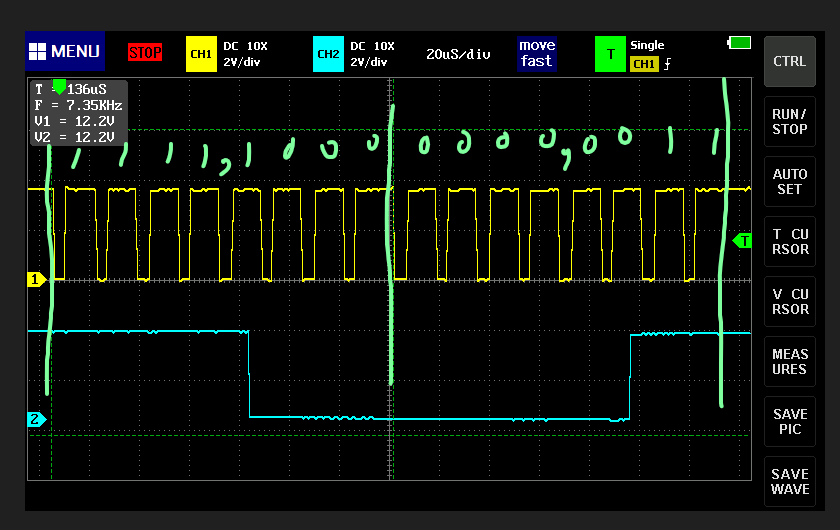 MENU STOP CH1 DC 10X 2V/div CH2 DC 10X 2V/div 20uS/div move fast T Single CH1
CTRL
T = 136uS
F = 7.35KHz
V1 = 12.2V
V2 = 12.2V
1 1 1 1, 1 0 0 0 0 0 0 0, 0 0 1 1
RUN/
STOP
AUTO
SET
T CU
RSOR
T
1
V CU
RSOR
MEAS
URES
2
SAVE
PIC
SAVE
WAVE